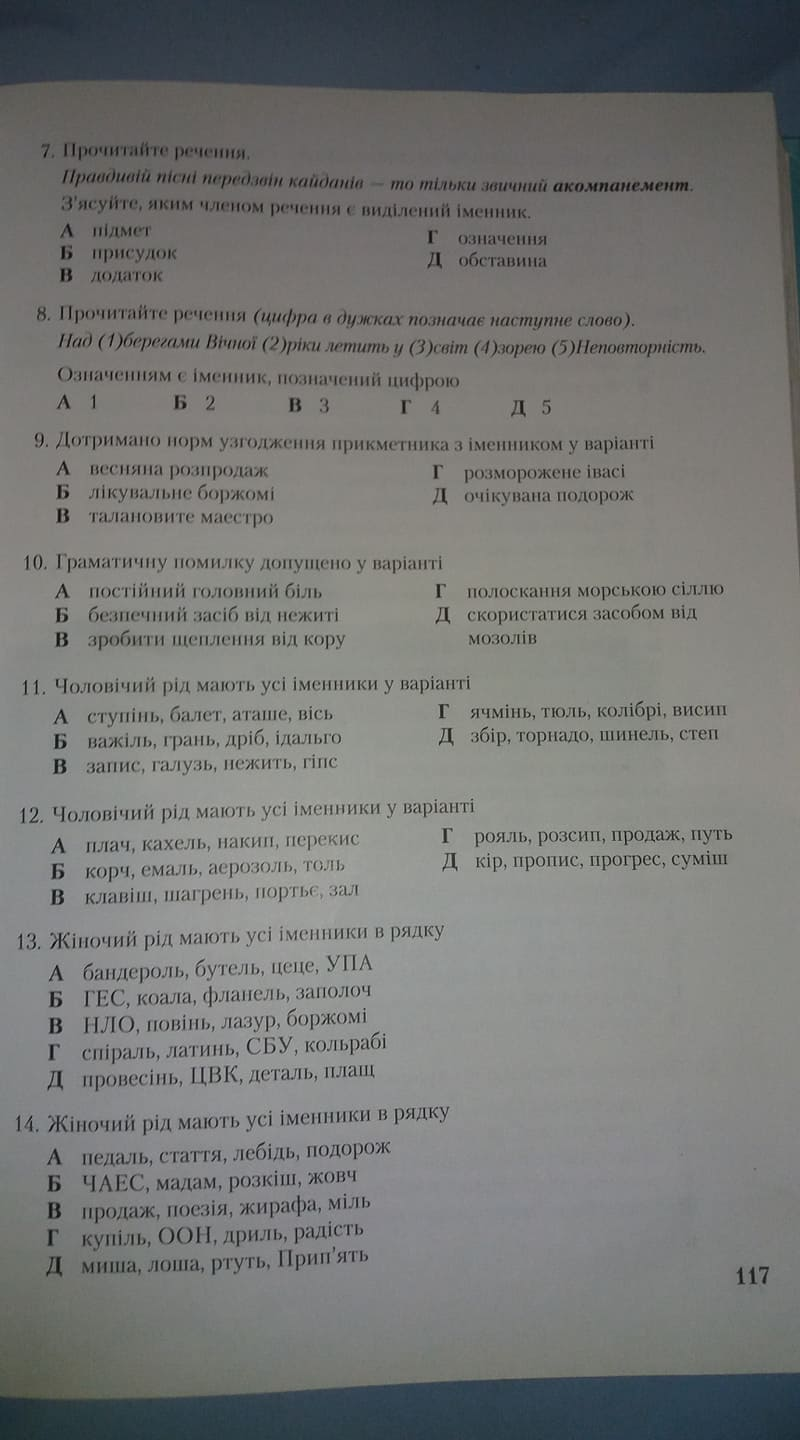 7. Прочитайте речення.
Правдивій пісні передзвін кайданів — то тільки звичний акомпанемент.
З'ясуйте, яким членом речення є виділений іменник.
А підмет
Б присудок
В додаток
Г означення
Д обставина
8. Прочитайте речення (цифра в дужках позначає наступне слово).
Над (1)берегами Вічної (2)ріки летить у (3)світ (4)зорею (5)Неповторність.
Означенням є іменник, позначений цифрою
А 1 Б 2 В 3 Г 4 Д 5
9. Дотримано норм узгодження прикметника з іменником у варіанті
А весняна розпродаж
Б лікувальне боржомі
В талановите маестро
Г розморожене івасі
Д очікувана подорож
10. Граматичну помилку допущено у варіанті
А постійний головний біль
Б безпечний засіб від нежиті
В зробити щеплення від кору
Г полоскання морською сіллю
Д скористатися засобом від
мозолів
11. Чоловічий рід мають усі іменники у варіанті
А ступінь, балет, аташе, вісь
Б важіль, грань, дріб, ідальго
В запис, галузь, нежить, гіпс
Г ячмінь, тюль, колібрі, висип
Д збір, торнадо, шинель, степ
12. Чоловічий рід мають усі іменники у варіанті
А плач, кахель, накип, перекис
Б корч, емаль, аерозоль, толь
В клавіш, шагрень, портьє, зал
Г рояль, розсип, продаж, путь
Д кір, пропис, прогрес, суміш
13. Жіночий рід мають усі іменники в рядку
А бандероль, бутель, цеце, УПА
Б ГЕС, коала, фланель, заполоч
В НЛО, повінь, лазур, боржомі
Г спіраль, латинь, СБУ, кольрабі
Д провесінь, ЦВК, деталь, плащ
14. Жіночий рід мають усі іменники в рядку
А педаль, стаття, лебідь, подорож
Б ЧАЕС, мадам, розкіш, жовч
В продаж, поезія, жирафа, міль
Г купіль, ООН, дриль, радість
Д миша, лоша, ртуть, Прип'ять
117